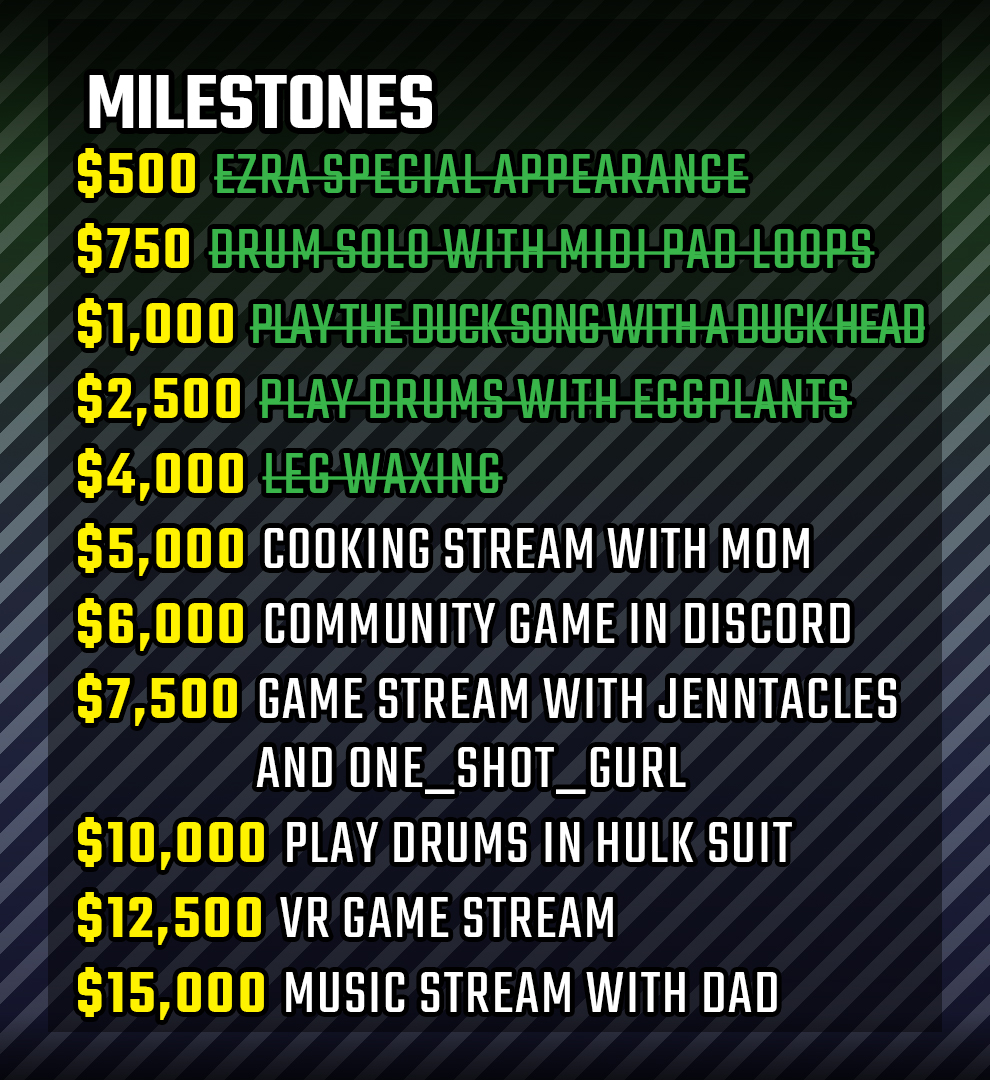 MILESTONES
$500 EZRA SPECIAL APPEARANCE
$750 DRUM SOLO WITH MIDI PAD LOOPS
$1,000 PLAY THE DUCK SONG WITH A DUCK HEAD
$2,500 PLAY DRUMS WITH EGGPLANTS
$4,000 LEG WAXING
$5,000 COOKING STREAM WITH MOM
$6,000 COMMUNITY GAME IN DISCORD
$7,500 GAME STREAM WITH JENNTACLES
AND ONE_SHOT_GURL
$10,000 PLAY DRUMS IN HULK SUIT
$12,500 VR GAME STREAM
$15,000 MUSIC STREAM WITH DAD